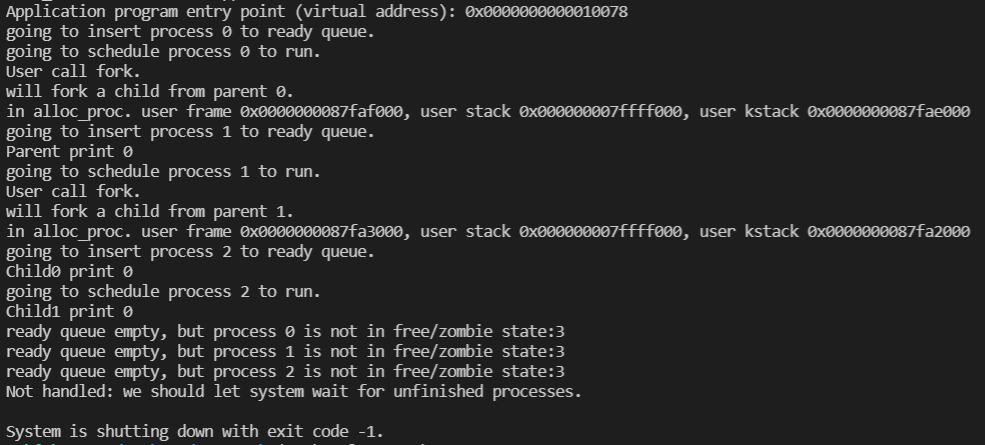 Application program entry point (virtual address): 0x0000000000010078
going to insert process 0 to ready queue.
going to schedule process 0 to run.
User call fork.
will fork a child from parent 0.
in alloc_proc. user frame 0x0000000087faf000, user stack 0x000000007ffff000, user kstack 0x0000000087fae000
going to insert process 1 to ready queue.
Parent print 0
going to schedule process 1 to run.
User call fork.
will fork a child from parent 1.
in alloc_proc. user frame 0x0000000087fa3000, user stack 0x000000007ffff000, user kstack 0x0000000087fa2000
going to insert process 2 to ready queue.
Child0 print 0
going to schedule process 2 to run.
Child1 print 0
ready queue empty, but process 0 is not in free/zombie state:3
ready queue empty, but process 1 is not in free/zombie state:3
ready queue empty, but process 2 is not in free/zombie state:3
Not handled: we should let system wait for unfinished processes.
System is shutting down with exit code -1.